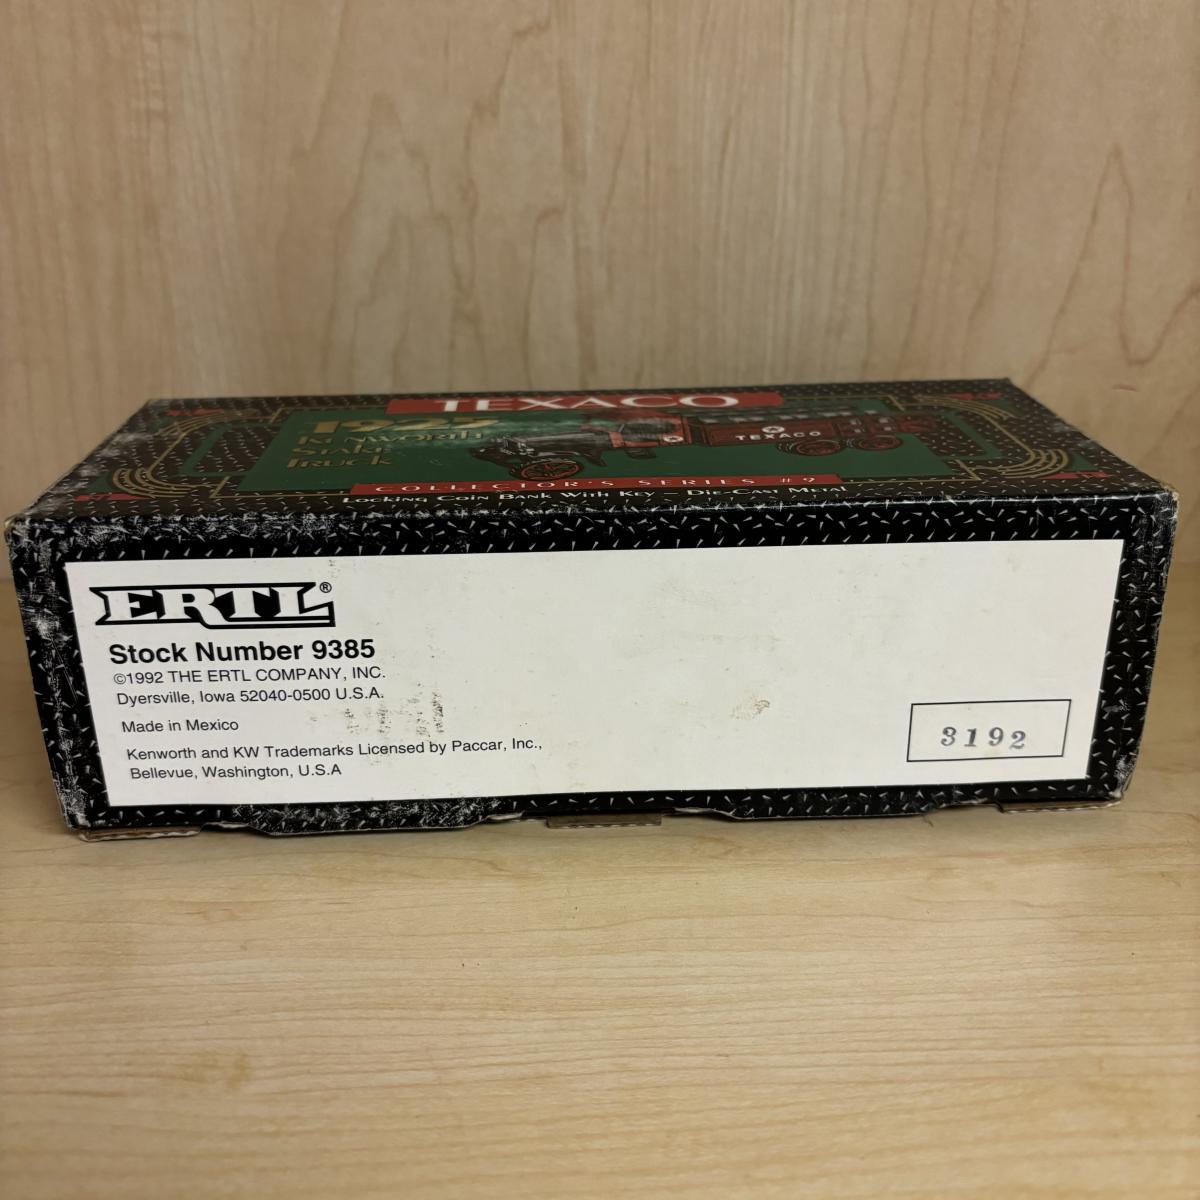 TEXACO
1925
KENWORTH
STAKE
TRUCK
TEXACO
COLLECTOR'S SERIES #9
LOCKING COIN BANK WITH KEY - DIE-CAST METAL
ERTL®
Stock Number 9385
©1992 THE ERTL COMPANY, INC.
Dyersville, Iowa 52040-0500 U.S.A.
Made in Mexico
Kenworth and KW Trademarks Licensed by Paccar, Inc.,
Bellevue, Washington, U.S.A
3192